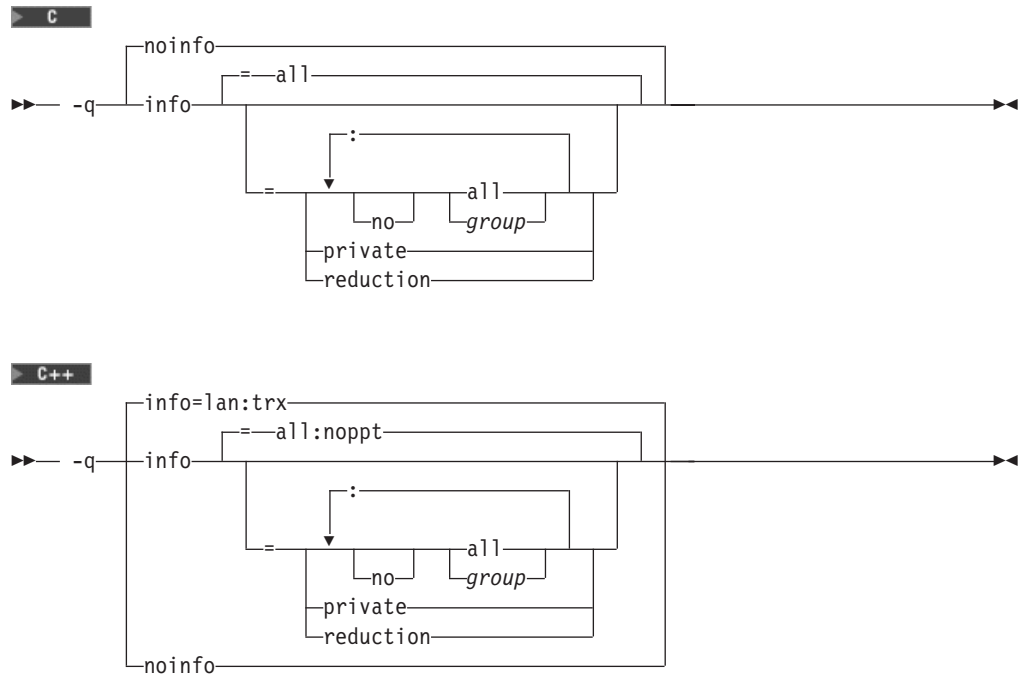 C
noinfo
= all
-q info
:
= all
no group
private
reduction
C++
info=lan:trx
= all:noppt
-q info
:
= all
no group
private
reduction
noinfo